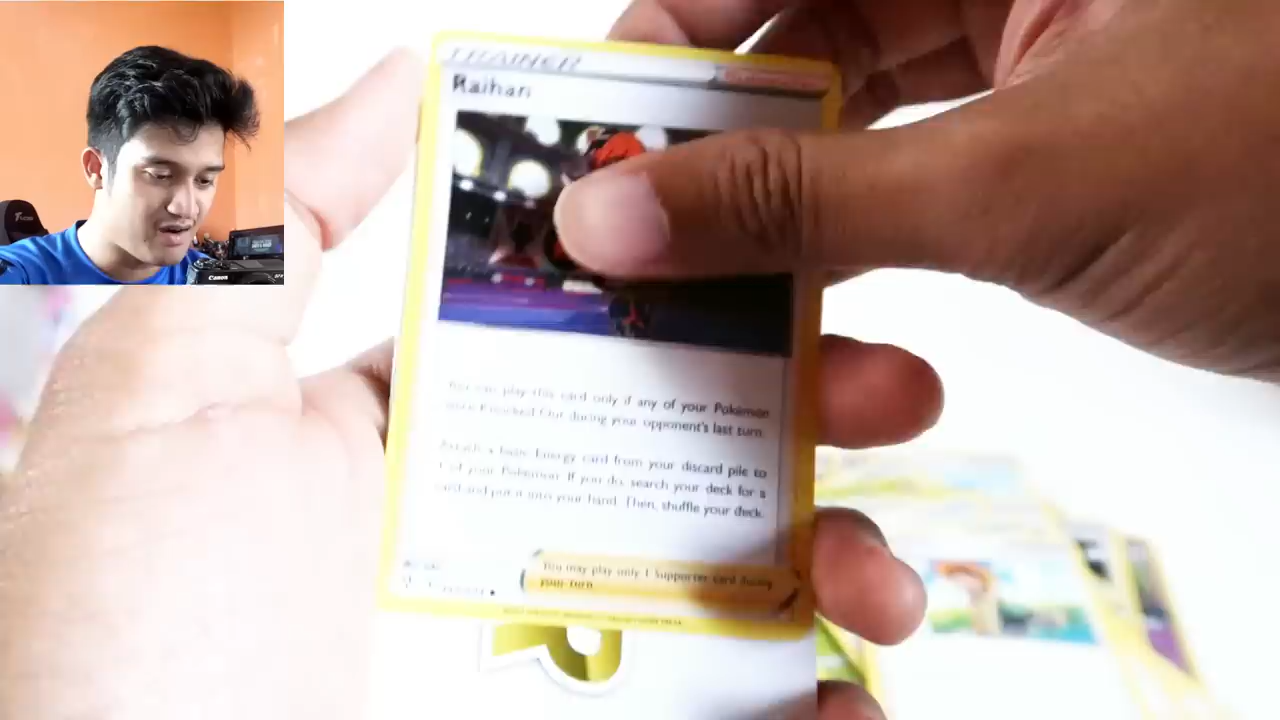 TRAINER
Raihan
You can play this card only if any of your Pokémon
were Knocked Out during your opponent's last turn.
Attach a basic Energy card from your discard pile to
1 of your Pokémon. If you do, search your deck for a
card and put it into your hand. Then, shuffle your deck.
You may play only 1 Supporter card during
your turn.
Canon